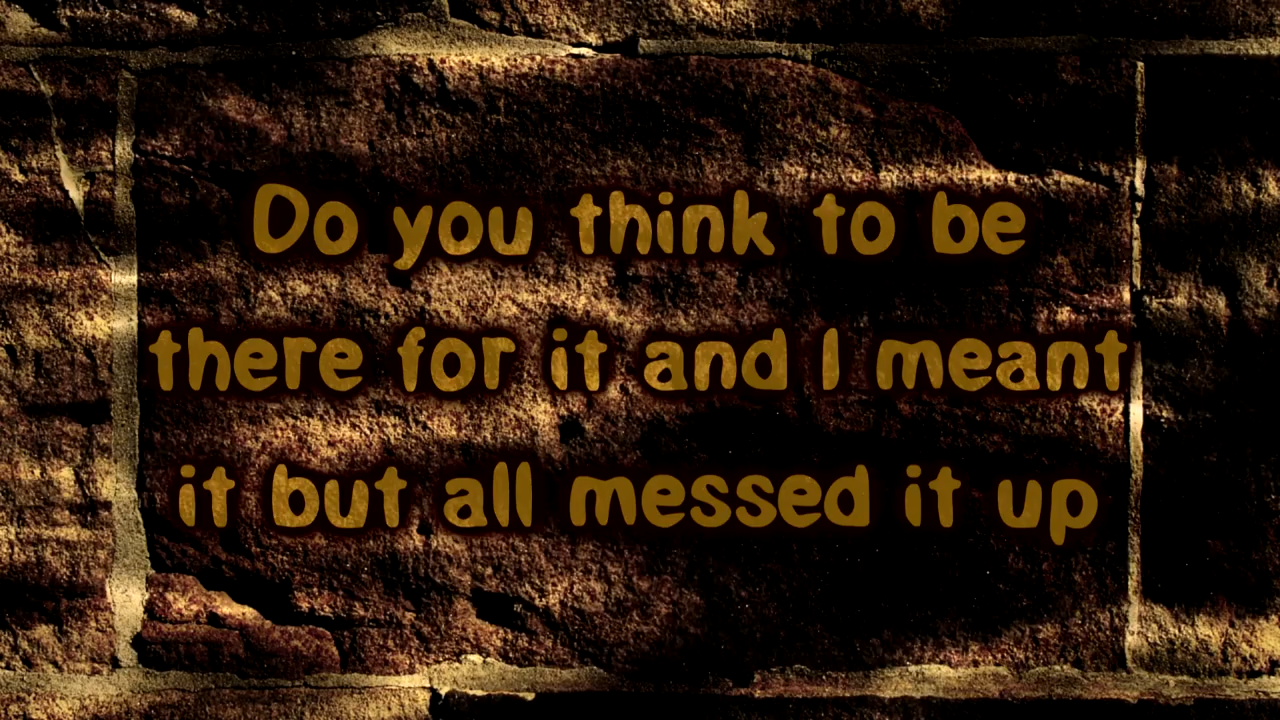 Do you think to be
there for it and I meant
it but all messed it up